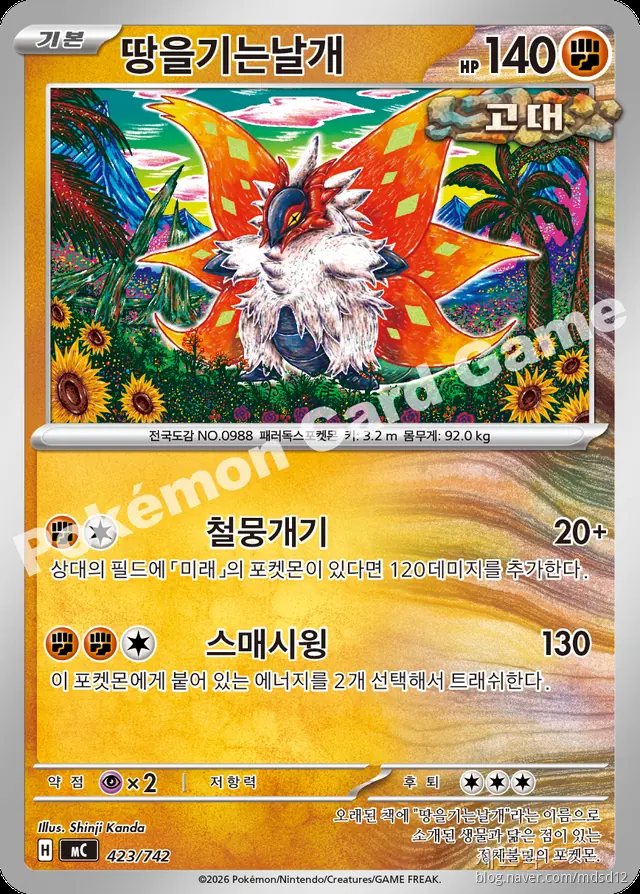 기본 땅을기는날개 HP 140
고대
전국도감 NO.0988 패러독스포켓몬 키: 3.2 m 몸무게: 92.0 kg
Pokémon Card Game
철뭉개기 20+
상대의 필드에 「미래」의 포켓몬이 있다면 120데미지를 추가한다.
스매시윙 130
이 포켓몬에게 붙어 있는 에너지를 2개 선택해서 트래쉬한다.
약점 ×2 저항력 후퇴
오래된 책에 "땅을기는날개"라는 이름으로
소개된 생물과 닮은 점이 있는
정체불명의 포켓몬.
Illus. Shinji Kanda
H MC 423/742
©2026 Pokémon/Nintendo/Creatures/GAME FREAK.
blog.naver.com/mdsd12